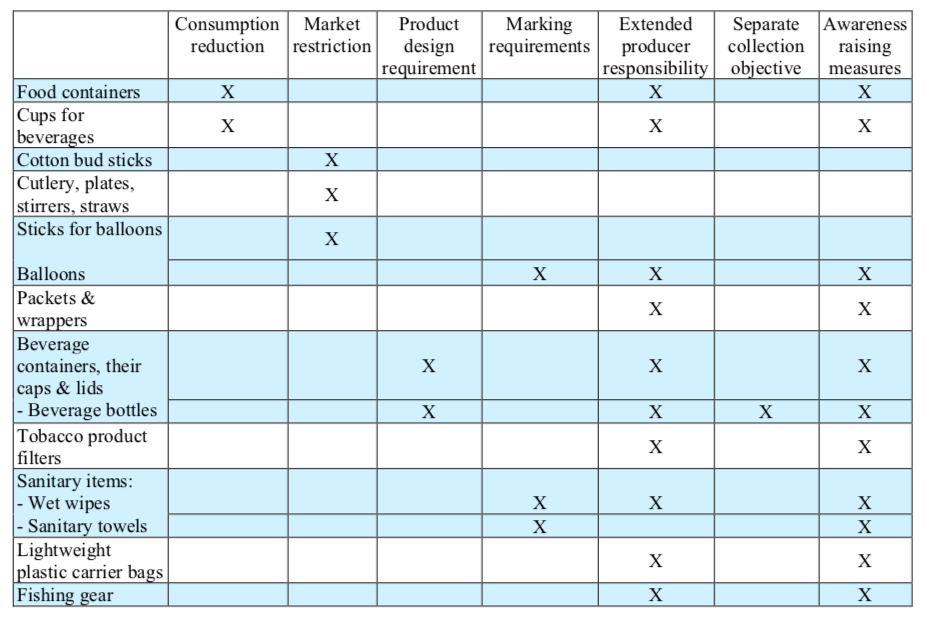 Consumption Market Product Marking Extended Separate Awareness
reduction restriction design requirements producer collection raising
requirement responsibility objective measures
Food containers X X X
Cups for
beverages X X X
Cotton bud sticks X
Cutlery, plates,
stirrers, straws X
Sticks for balloons X
Balloons X X X
Packets &
wrappers X X
Beverage
containers, their X X X
caps & lids
- Beverage bottles X X X X
Tobacco product
filters X X
Sanitary items:
- Wet wipes X X X
- Sanitary towels X X
Lightweight
plastic carrier bags X X
Fishing gear X X